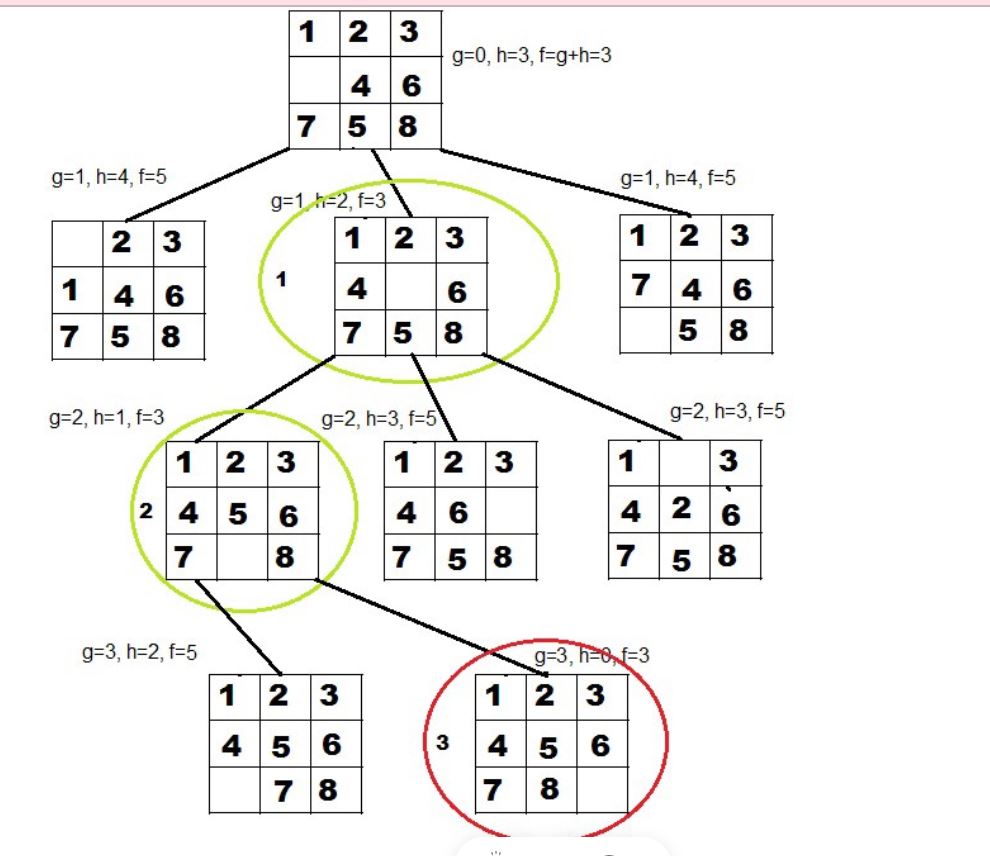 1 2 3
g=0, h=3, f=g+h=3
4 6
7 5 8
g=1, h=4, f=5
g=1, h=2, f=3
g=1, h=4, f=5
2 3
1 4 6
7 5 8
1
1 2 3
4 6
7 5 8
1 2 3
7 4 6
5 8
g=2, h=1, f=3
g=2, h=3, f=5
g=2, h=3, f=5
2
1 2 3
4 5 6
7 8
1 2 3
4 6
7 5 8
1 3
4 2 6
7 5 8
g=3, h=2, f=5
g=3, h=0, f=3
1 2 3
4 5 6
7 8
3
1 2 3
4 5 6
7 8